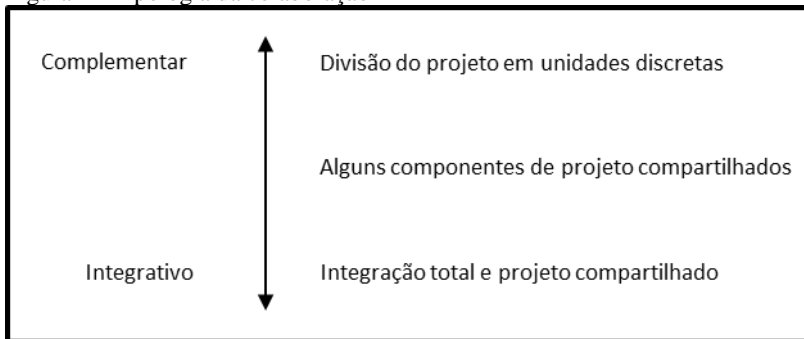 Complementar
Divisão do projeto em unidades discretas
Alguns componentes de projeto compartilhados
Integrativo
Integração total e projeto compartilhado